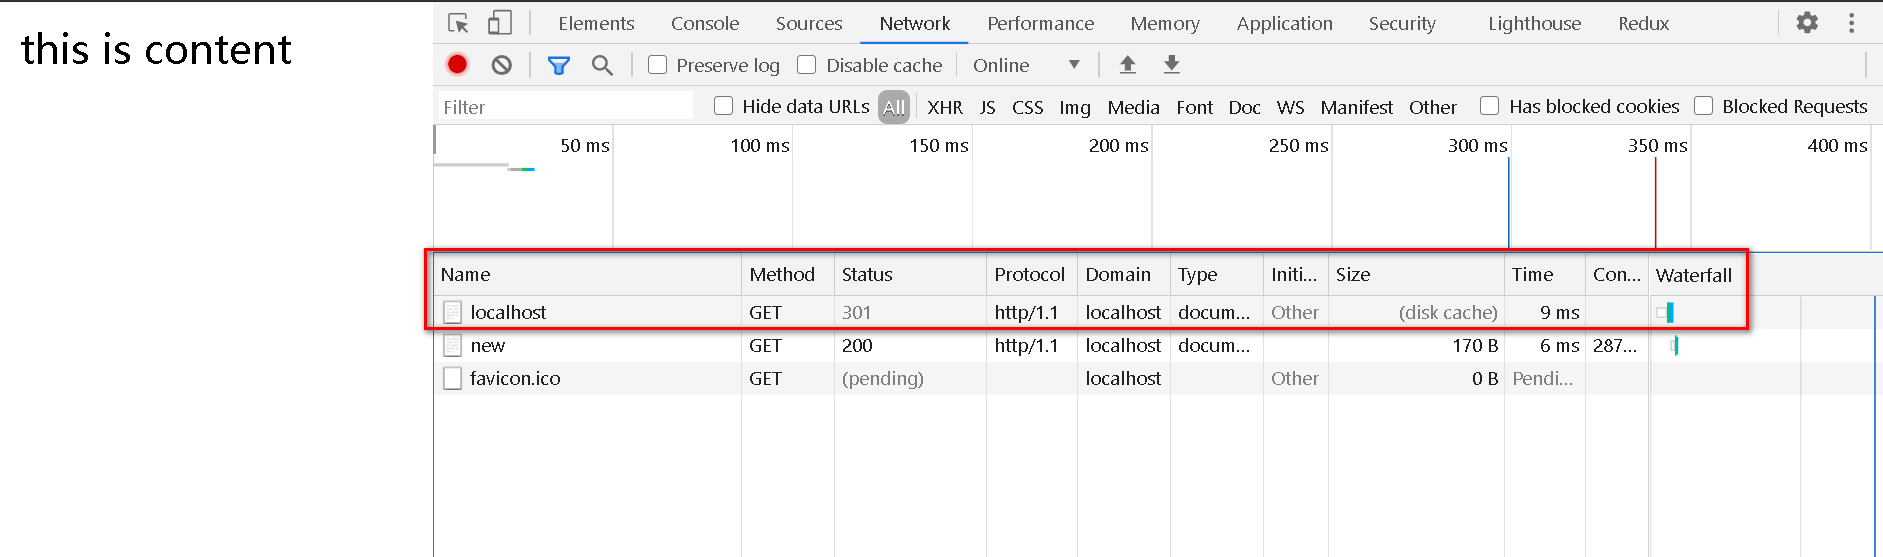 this is content
Elements Console Sources Network Performance Memory Application Security Lighthouse Redux
Preserve log Disable cache Online
Filter Hide data URLs All XHR JS CSS Img Media Font Doc WS Manifest Other Has blocked cookies Blocked Requests
50 ms 100 ms 150 ms 200 ms 250 ms 300 ms 350 ms 400 ms
Name Method Status Protocol Domain Type Initi... Size Time Con... Waterfall
localhost GET 301 http/1.1 localhost docum... Other (disk cache) 9 ms
new GET 200 http/1.1 localhost docum... 170 B 6 ms 287...
favicon.ico GET (pending) localhost Other 0 B Pendi...